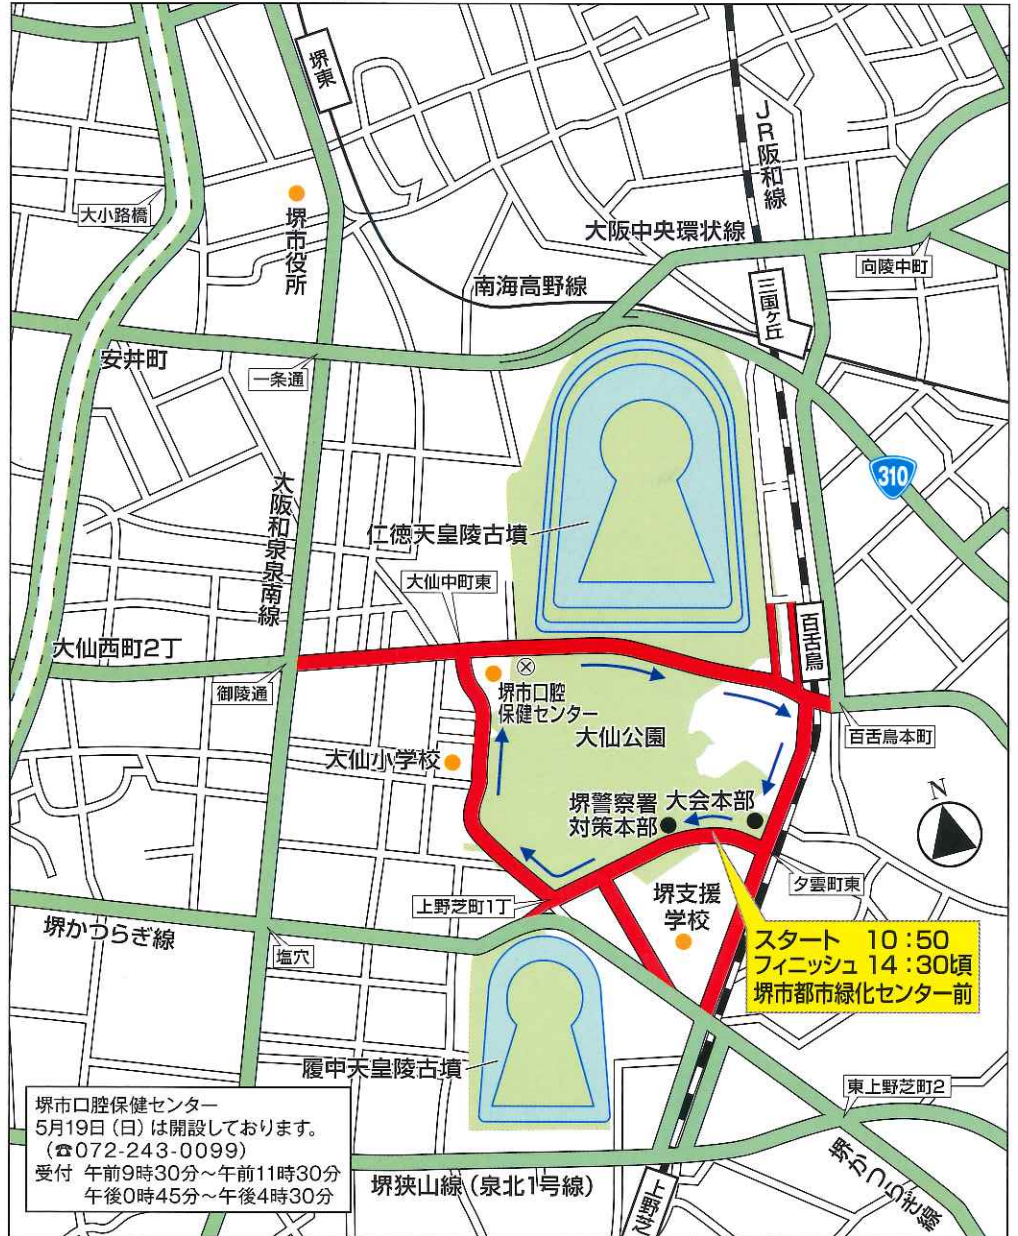 堺東
JR阪和線
大小路橋
堺市役所
大阪中央環状線
向陵中町
南海高野線
三国ヶ丘
安井町
一条通
310
大阪和泉泉南線
仁徳天皇陵古墳
大仙中町東
大仙西町2丁
百舌鳥
御陵通
堺市口腔
保健センター
大仙公園
百舌鳥本町
大仙小学校
N
堺警察署
対策本部
大会本部
夕雲町東
上野芝町1丁
堺支援
学校
堺かつらぎ線
塩穴
スタート 10:50
フィニッシュ 14:30頃
堺市都市緑化センター前
履中天皇陵古墳
東上野芝町2
堺市口腔保健センター
5月19日(日)は開設しております。
(☎072-243-0099)
受付 午前9時30分～午前11時30分
午後0時45分～午後4時30分
堺狭山線(泉北1号線)
堺かつらぎ線
上野芝